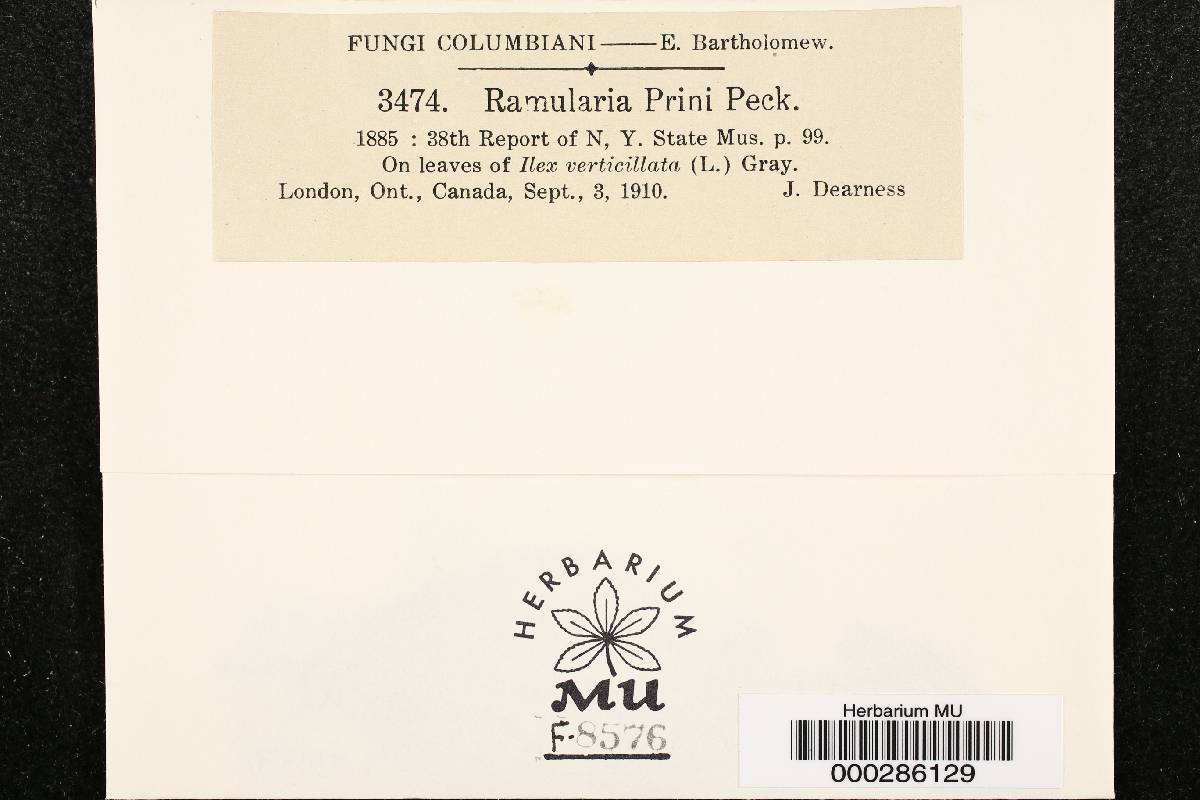 FUNGI COLUMBIANI——E. Bartholomew.
3474. Ramularia Prini Peck.
1885 : 38th Report of N, Y. State Mus. p. 99.
On leaves of Ilex verticillata (L.) Gray.
London, Ont., Canada, Sept., 3, 1910. J. Dearness
HERBARIUM
MU
F-8576
Herbarium MU
000286129